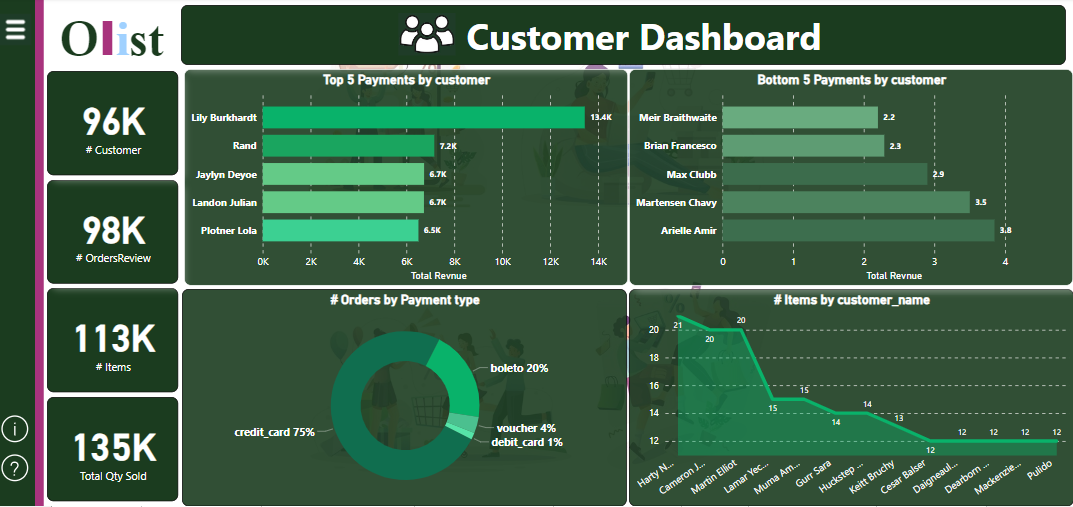 Olist
Customer Dashboard
96K
# Customer
98K
# OrdersReview
113K
# Items
135K
Total Qty Sold
Top 5 Payments by customer
Lily Burkhardt
13.4K
Rand
7.2K
Jaylyn Deyoe
6.7K
Landon Julian
6.7K
Plotner Lola
6.5K
0K 2K 4K 6K 8K 10K 12K 14K
Total Revnue
Bottom 5 Payments by customer
Meir Braithwaite
2.2
Brian Francesco
2.3
Max Clubb
2.9
Martensen Chavy
3.5
Arielle Amir
3.8
0 1 2 3 4
Total Revnue
# Orders by Payment type
boleto 20%
voucher 4%
debit_card 1%
credit_card 75%
# Items by customer_name
20
18
16
14
12
21 20 20 15 15 14 14 13 12 12 12 12 12
Harty N...
Cameron J...
Martin Elliot
Lamar Yec...
Muma Am...
Gurr Sara
Huckstep ...
Keitt Bruchy
Cesar Balser
Daigneaul...
Dearborn ...
Mackenzie...
Pulido
i
?